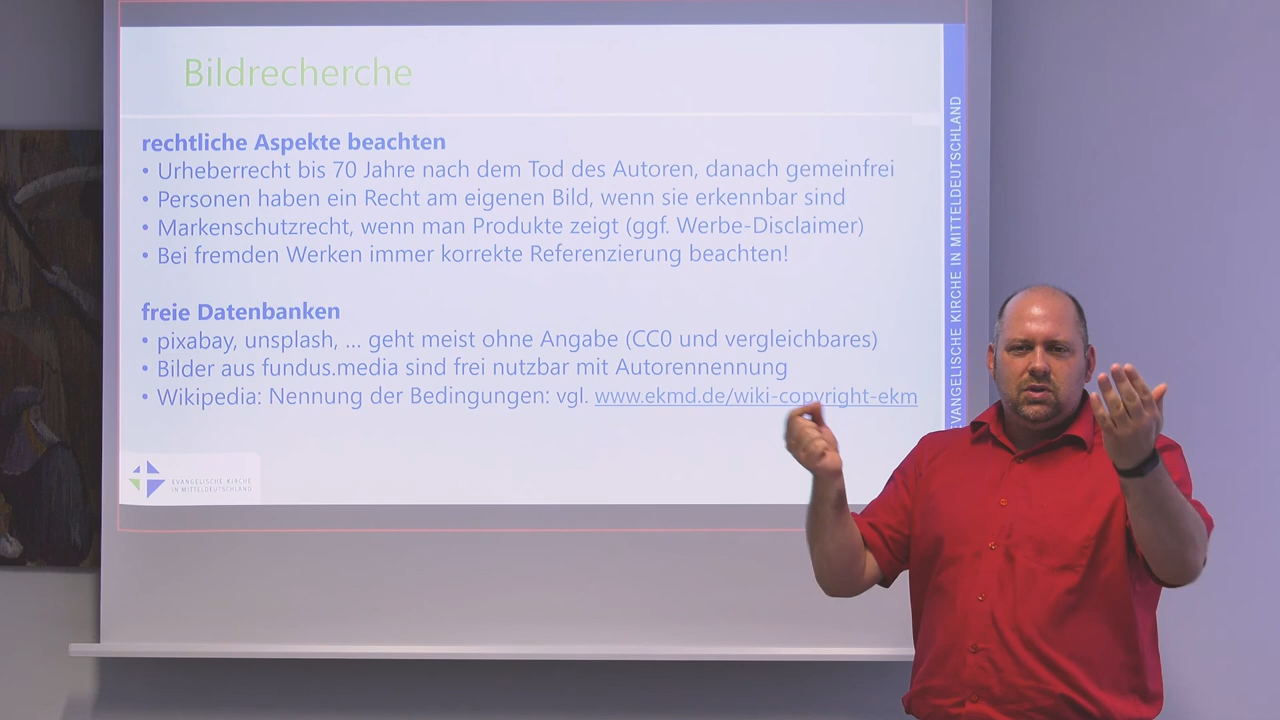 Bildrecherche
rechtliche Aspekte beachten
• Urheberrecht bis 70 Jahre nach dem Tod des Autoren, danach gemeinfrei
• Personen haben ein Recht am eigenen Bild, wenn sie erkennbar sind
• Markenschutzrecht, wenn man Produkte zeigt (ggf. Werbe-Disclaimer)
• Bei fremden Werken immer korrekte Referenzierung beachten!
freie Datenbanken
• pixabay, unsplash, ... geht meist ohne Angabe (CC0 und vergleichbares)
• Bilder aus fundus.media sind frei nutzbar mit Autorennennung
• Wikipedia: Nennung der Bedingungen: vgl. www.ekmd.de/wiki-copyright-ekm
EVANGELISCHE KIRCHE
IN MITTELDEUTSCHLAND
EVANGELISCHE KIRCHE IN MITTELDEUTSCHLAND